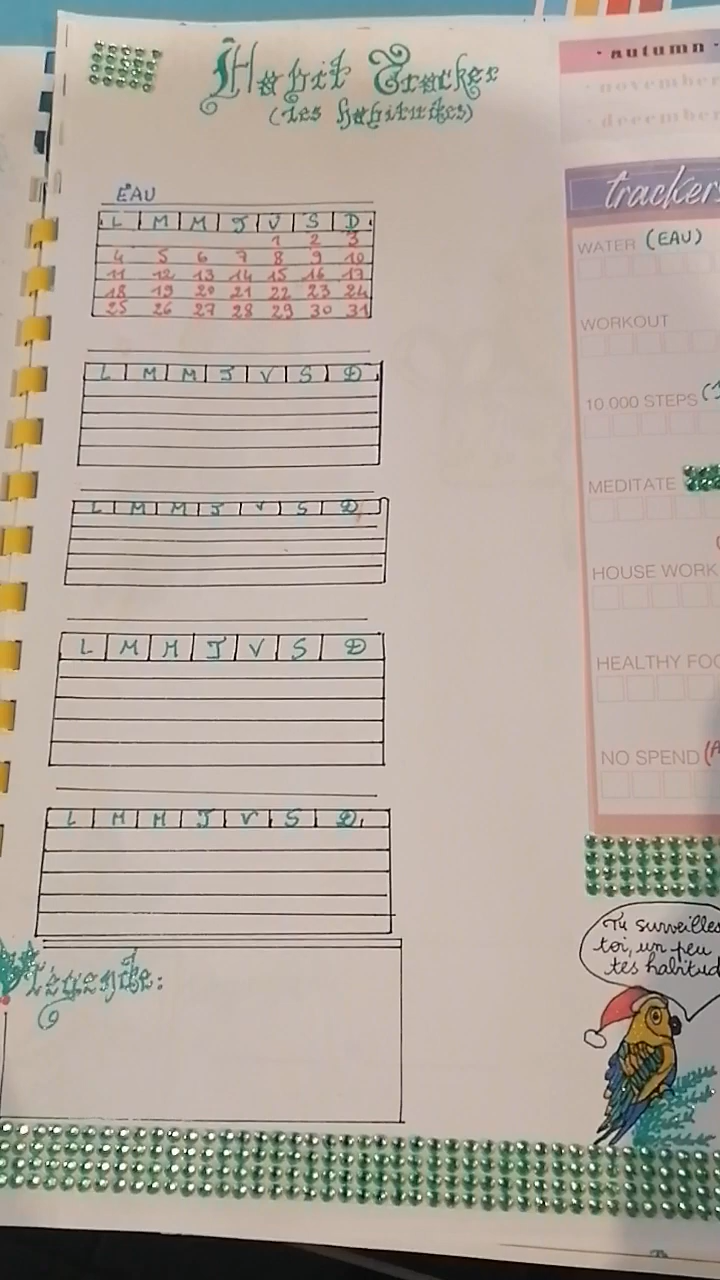 Habit Tracker
(les habitudes)
EAU
L M M J V S D
1 2 3
4 5 6 7 8 9 10
11 12 13 14 15 16 17
18 19 20 21 22 23 24
25 26 27 28 29 30 31
L M M J V S D
L M M J V S D
L M M J V S D
L M M J V S D
Légende:
· autumn ·
· november
· december
trackers
WATER (EAU)
WORKOUT
10 000 STEPS
MEDITATE
HOUSE WORK
HEALTHY FOO
NO SPEND
Tu surveilles
toi, un peu
tes habitud